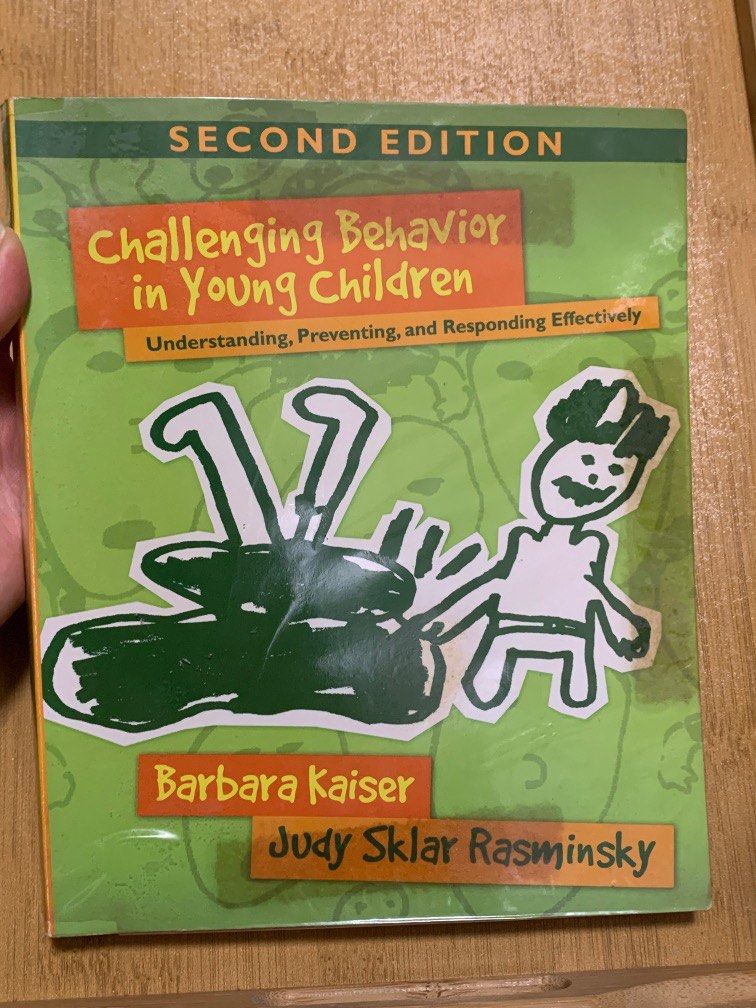 SECOND EDITION
Challenging Behavior
in Young Children
Understanding, Preventing, and Responding Effectively
Barbara Kaiser
Judy Sklar Rasminsky